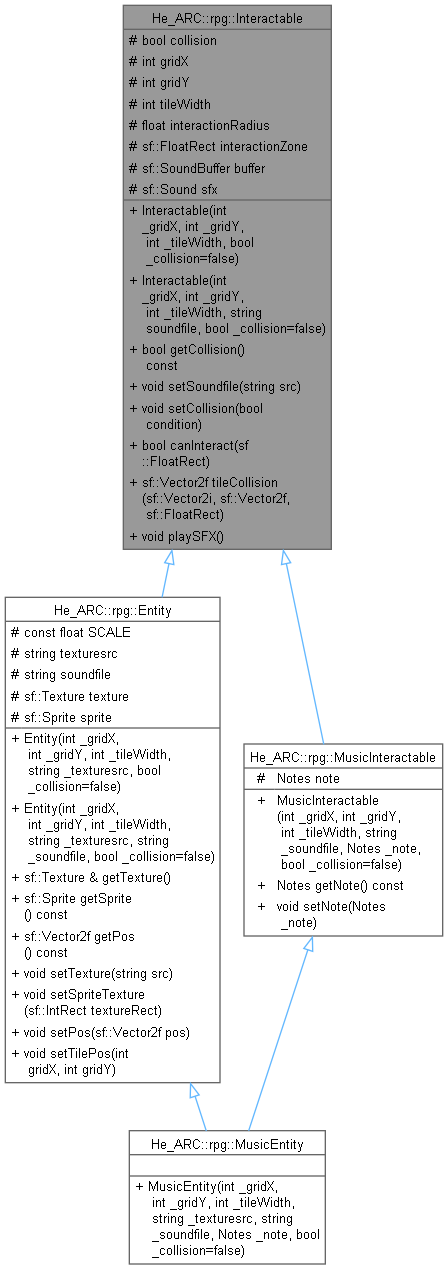 He_ARC::rpg::Interactable
# bool collision
# int gridX
# int gridY
# int tileWidth
# float interactionRadius
# sf::FloatRect interactionZone
# sf::SoundBuffer buffer
# sf::Sound sfx
+ Interactable(int
_gridX, int _gridY,
int _tileWidth, bool
_collision=false)
+ Interactable(int
_gridX, int _gridY,
int _tileWidth, string
soundfile, bool _collision=false)
+ bool getCollision()
const
+ void setSoundfile(string src)
+ void setCollision(bool
condition)
+ bool canInteract(sf
::FloatRect)
+ sf::Vector2f tileCollision
(sf::Vector2i, sf::Vector2f,
sf::FloatRect)
+ void playSFX()
He_ARC::rpg::Entity
# const float SCALE
# string texturesrc
# string soundfile
# sf::Texture texture
# sf::Sprite sprite
+ Entity(int _gridX,
int _gridY, int _tileWidth,
string _texturesrc, bool
_collision=false)
+ Entity(int _gridX,
int _gridY, int _tileWidth,
string _texturesrc, string
_soundfile, bool _collision=false)
+ sf::Texture & getTexture()
+ sf::Sprite getSprite
() const
+ sf::Vector2f getPos
() const
+ void setTexture(string src)
+ void setSpriteTexture
(sf::IntRect textureRect)
+ void setPos(sf::Vector2f pos)
+ void setTilePos(int
gridX, int gridY)
He_ARC::rpg::MusicInteractable
# Notes note
+ MusicInteractable
(int _gridX, int _gridY,
int _tileWidth, string
_soundfile, Notes _note,
bool _collision=false)
+ Notes getNote() const
+ void setNote(Notes
_note)
He_ARC::rpg::MusicEntity
+ MusicEntity(int _gridX,
int _gridY, int _tileWidth,
string _texturesrc, string
_soundfile, Notes _note, bool
_collision=false)